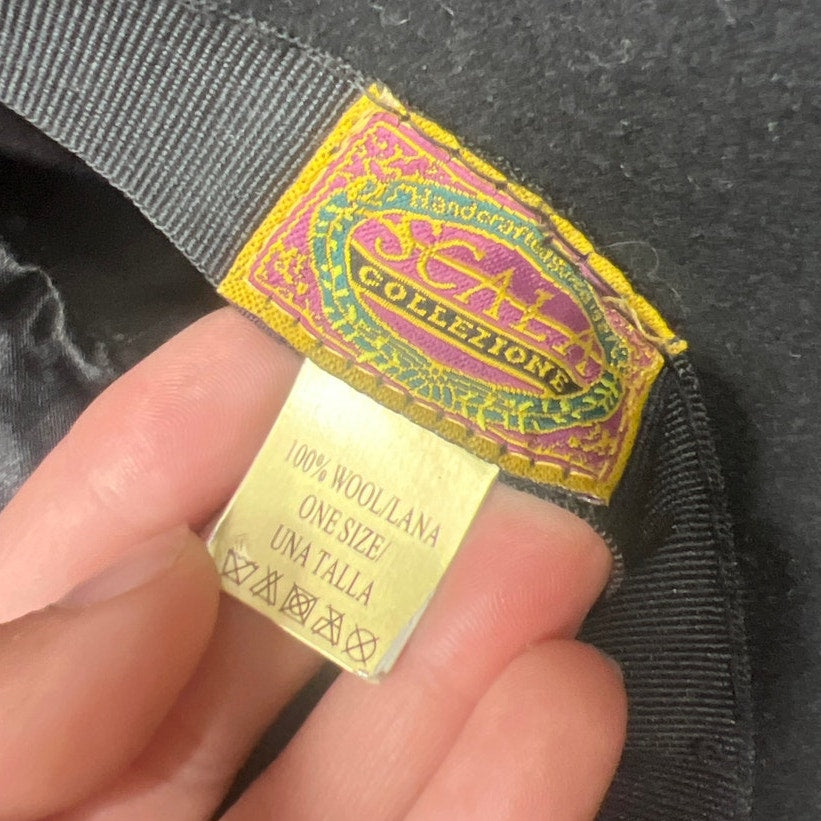 Handcrafted
SCALA
COLLEZIONE
100% WOOL/LANA
ONE SIZE/
UNA TALLA